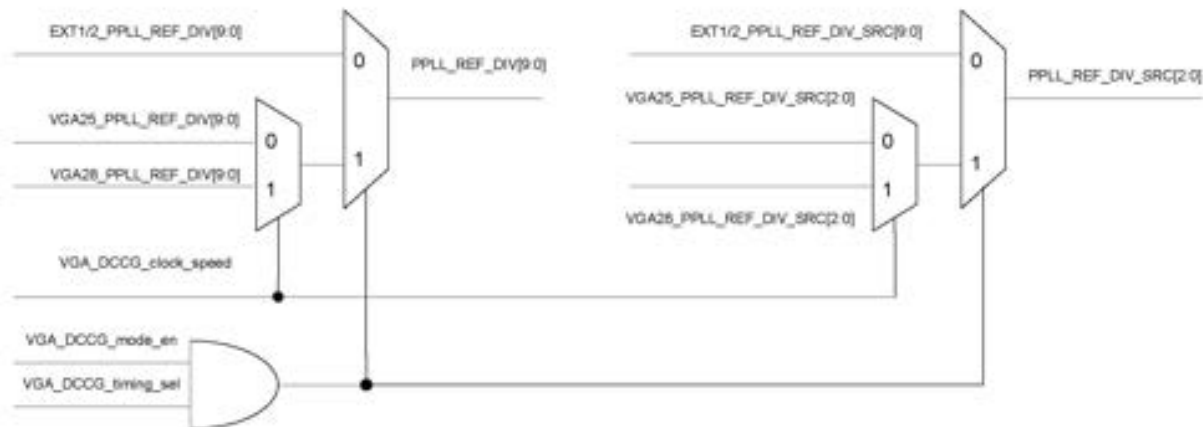 EXT1/2_PPLL_REF_DIV[9:0]
0
PPLL_REF_DIV[9:0]
VGA25_PPLL_REF_DIV[9:0]
0
1
VGA28_PPLL_REF_DIV[9:0]
1
VGA_DCCG_clock_speed
VGA_DCCG_mode_en
VGA_DCCG_timing_sel
EXT1/2_PPLL_REF_DIV_SRC[9:0]
0
PPLL_REF_DIV_SRC[2:0]
VGA25_PPLL_REF_DIV_SRC[2:0]
0
1
1
VGA28_PPLL_REF_DIV_SRC[2:0]